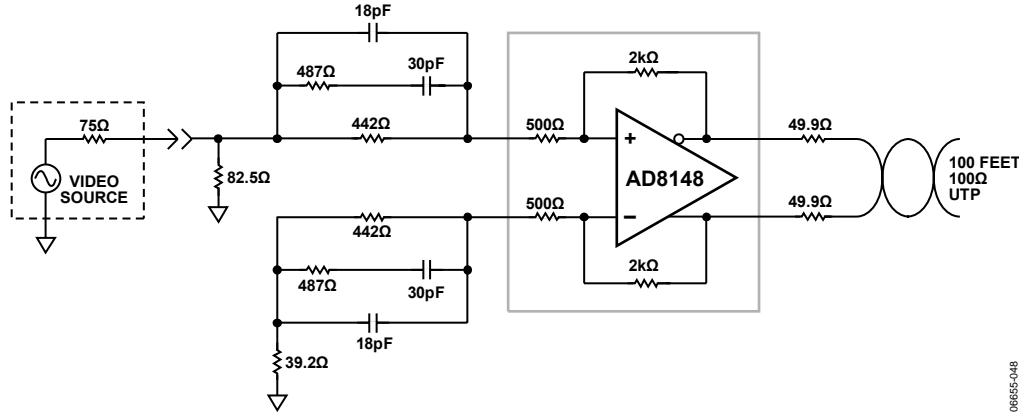 18pF
487Ω
30pF
2kΩ
75Ω
442Ω
500Ω
49.9Ω
VIDEO
SOURCE
82.5Ω
+
AD8148
–
100 FEET
100Ω
UTP
442Ω
500Ω
49.9Ω
487Ω
30pF
2kΩ
18pF
39.2Ω
06655-048